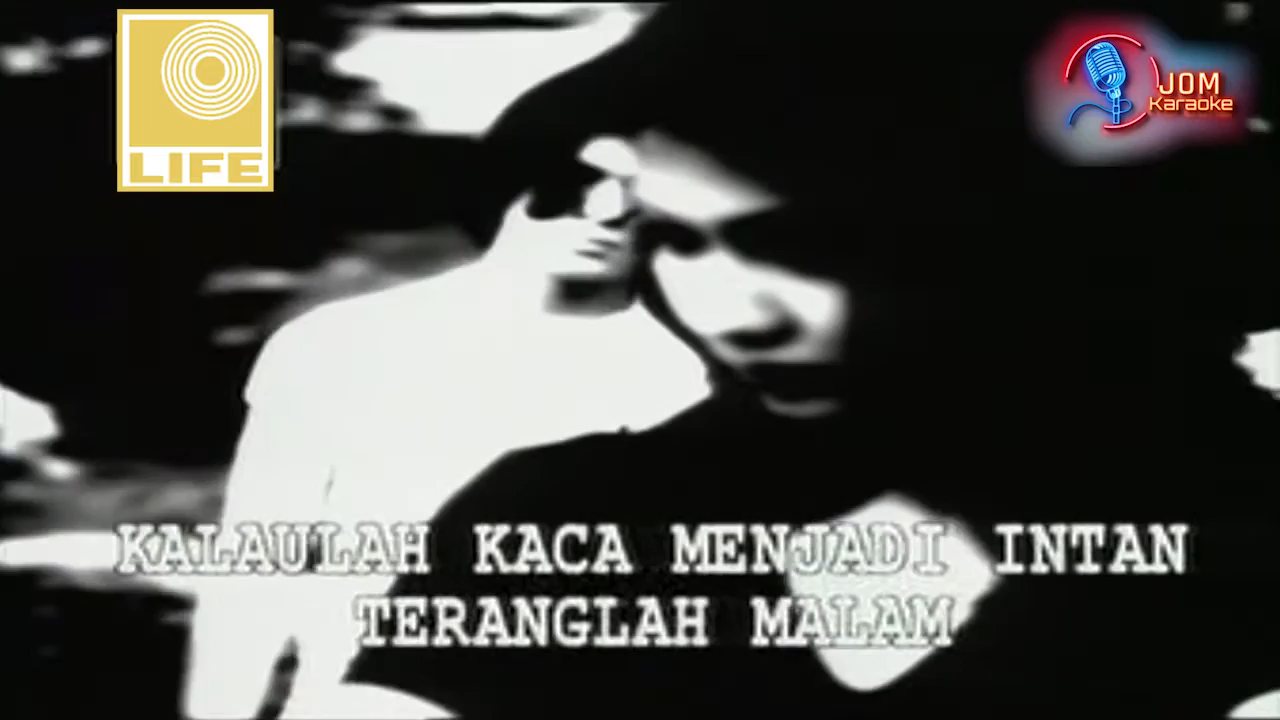 LIFE
JOM
Karaoke
KALAULAH KACA MENJADI INTAN
TERANGLAH MALAM